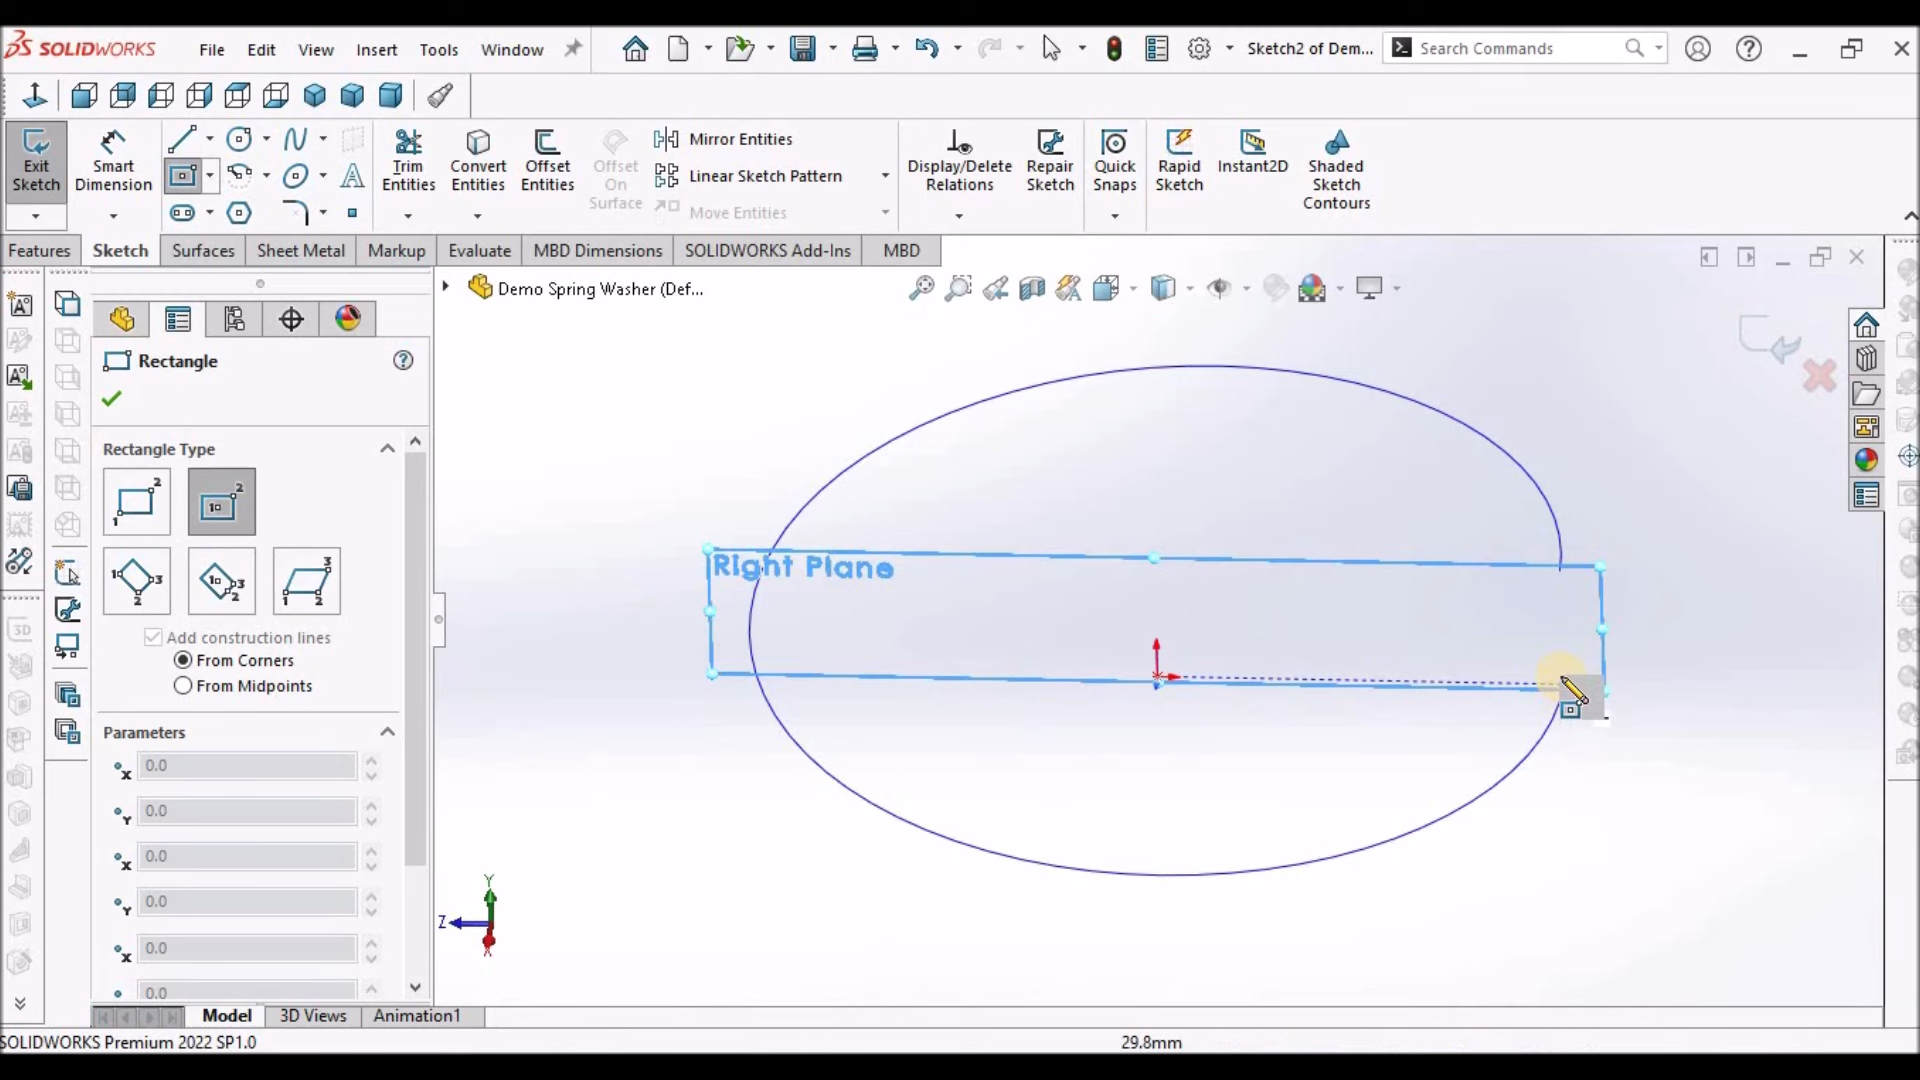 SOLIDWORKS File Edit View Insert Tools Window Sketch2 of Dem... Search Commands
Exit Sketch
Smart Dimension
Trim Entities
Convert Entities
Offset Entities
Offset On Surface
Mirror Entities
Linear Sketch Pattern
Move Entities
Display/Delete Relations
Repair Sketch
Quick Snaps
Rapid Sketch
Instant2D
Shaded Sketch Contours
Features Sketch Surfaces Sheet Metal Markup Evaluate MBD Dimensions SOLIDWORKS Add-Ins MBD
Demo Spring Washer (Def...
Rectangle
Rectangle Type
Add construction lines
From Corners
From Midpoints
Parameters
0.0
0.0
0.0
0.0
0.0
0.0
Right Plane
Y
Z
X
Model 3D Views Animation1
SOLIDWORKS Premium 2022 SP1.0 29.8mm